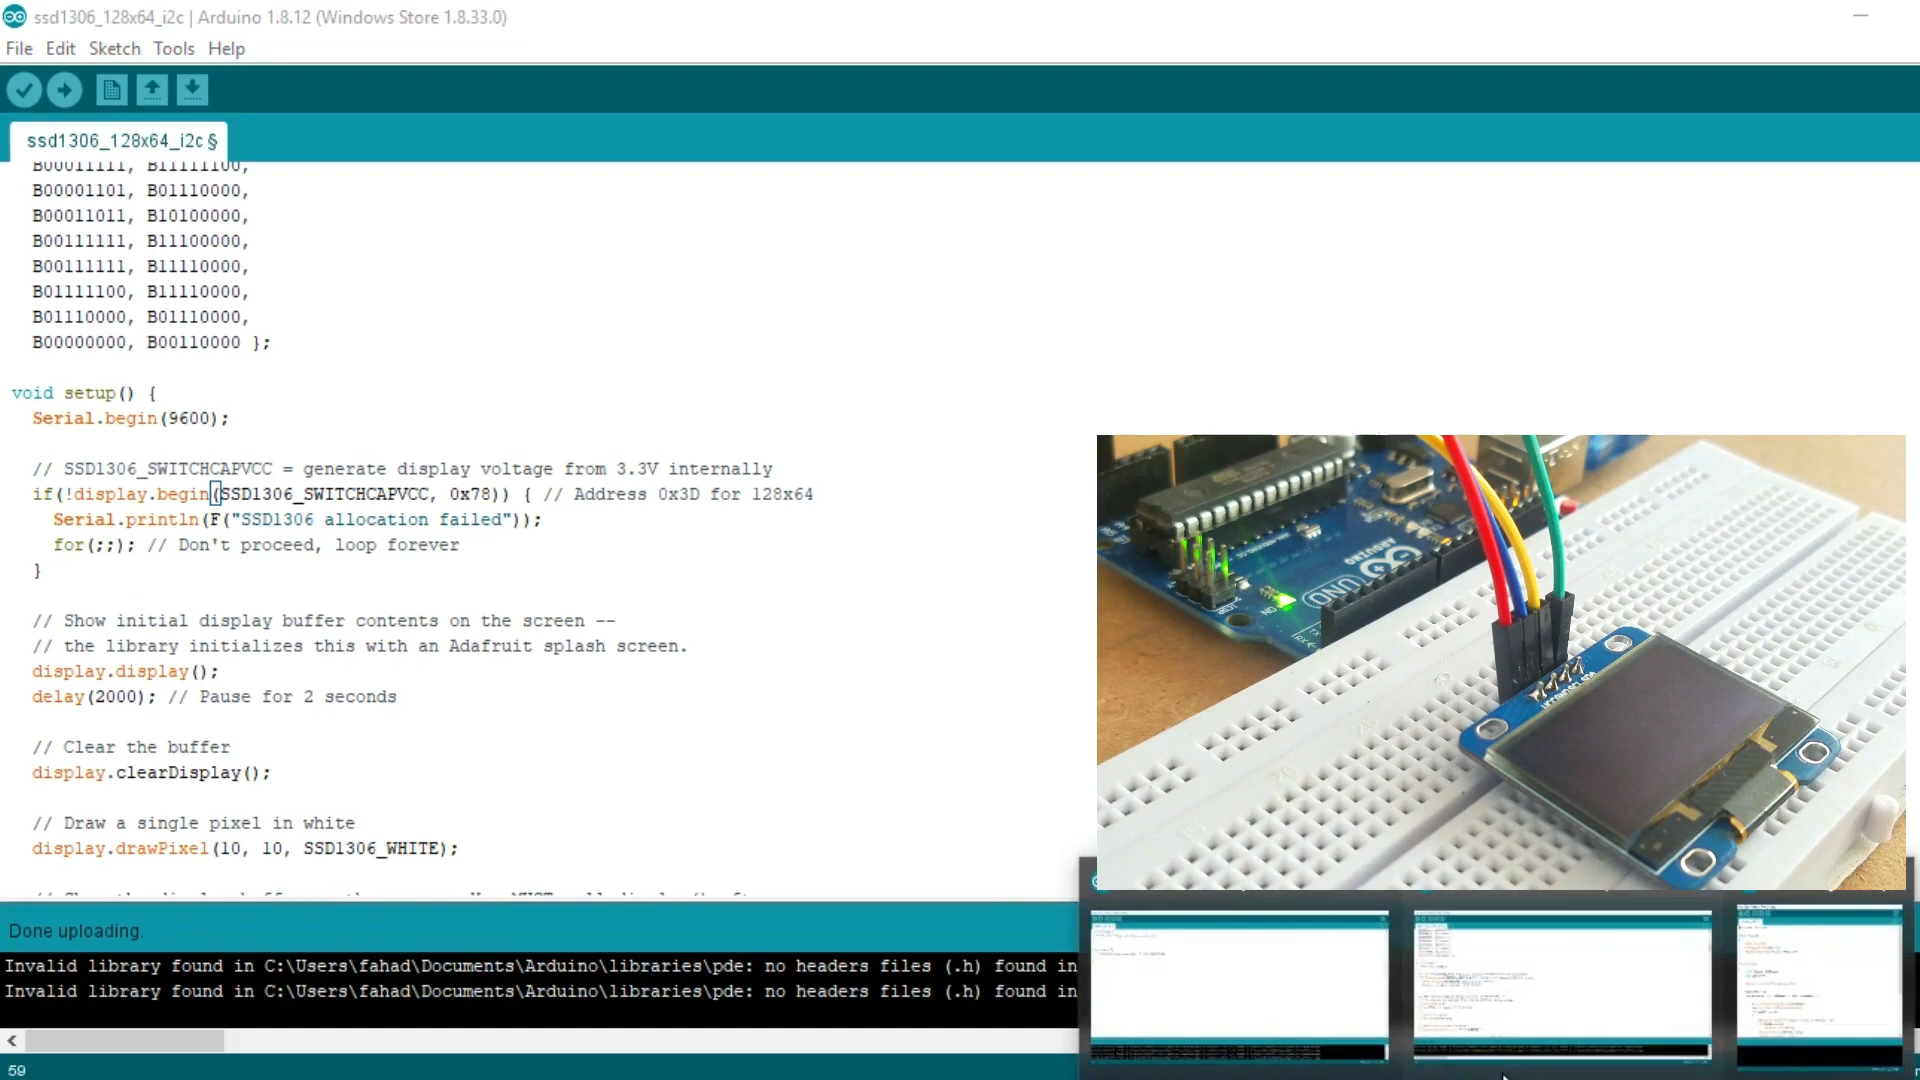 ssd1306_128x64_i2c | Arduino 1.8.12 (Windows Store 1.8.33.0)
File Edit Sketch Tools Help
ssd1306_128x64_i2c §
B00011111, B11111100,
B00001101, B01110000,
B00011011, B10100000,
B00111111, B11100000,
B00111111, B11110000,
B01111100, B11110000,
B01110000, B01110000,
B00000000, B00110000 };
void setup() {
Serial.begin(9600);
// SSD1306_SWITCHCAPVCC = generate display voltage from 3.3V internally
if(!display.begin(SSD1306_SWITCHCAPVCC, 0x78)) { // Address 0x3D for 128x64
Serial.println(F("SSD1306 allocation failed"));
for(;;); // Don't proceed, loop forever
}
// Show initial display buffer contents on the screen --
// the library initializes this with an Adafruit splash screen.
display.display();
delay(2000); // Pause for 2 seconds
// Clear the buffer
display.clearDisplay();
// Draw a single pixel in white
display.drawPixel(10, 10, SSD1306_WHITE);
Done uploading.
Invalid library found in C:\Users\fahad\Documents\Arduino\libraries\pde: no headers files (.h) found in
Invalid library found in C:\Users\fahad\Documents\Arduino\libraries\pde: no headers files (.h) found in
59
ARDUINO
UNO
ON